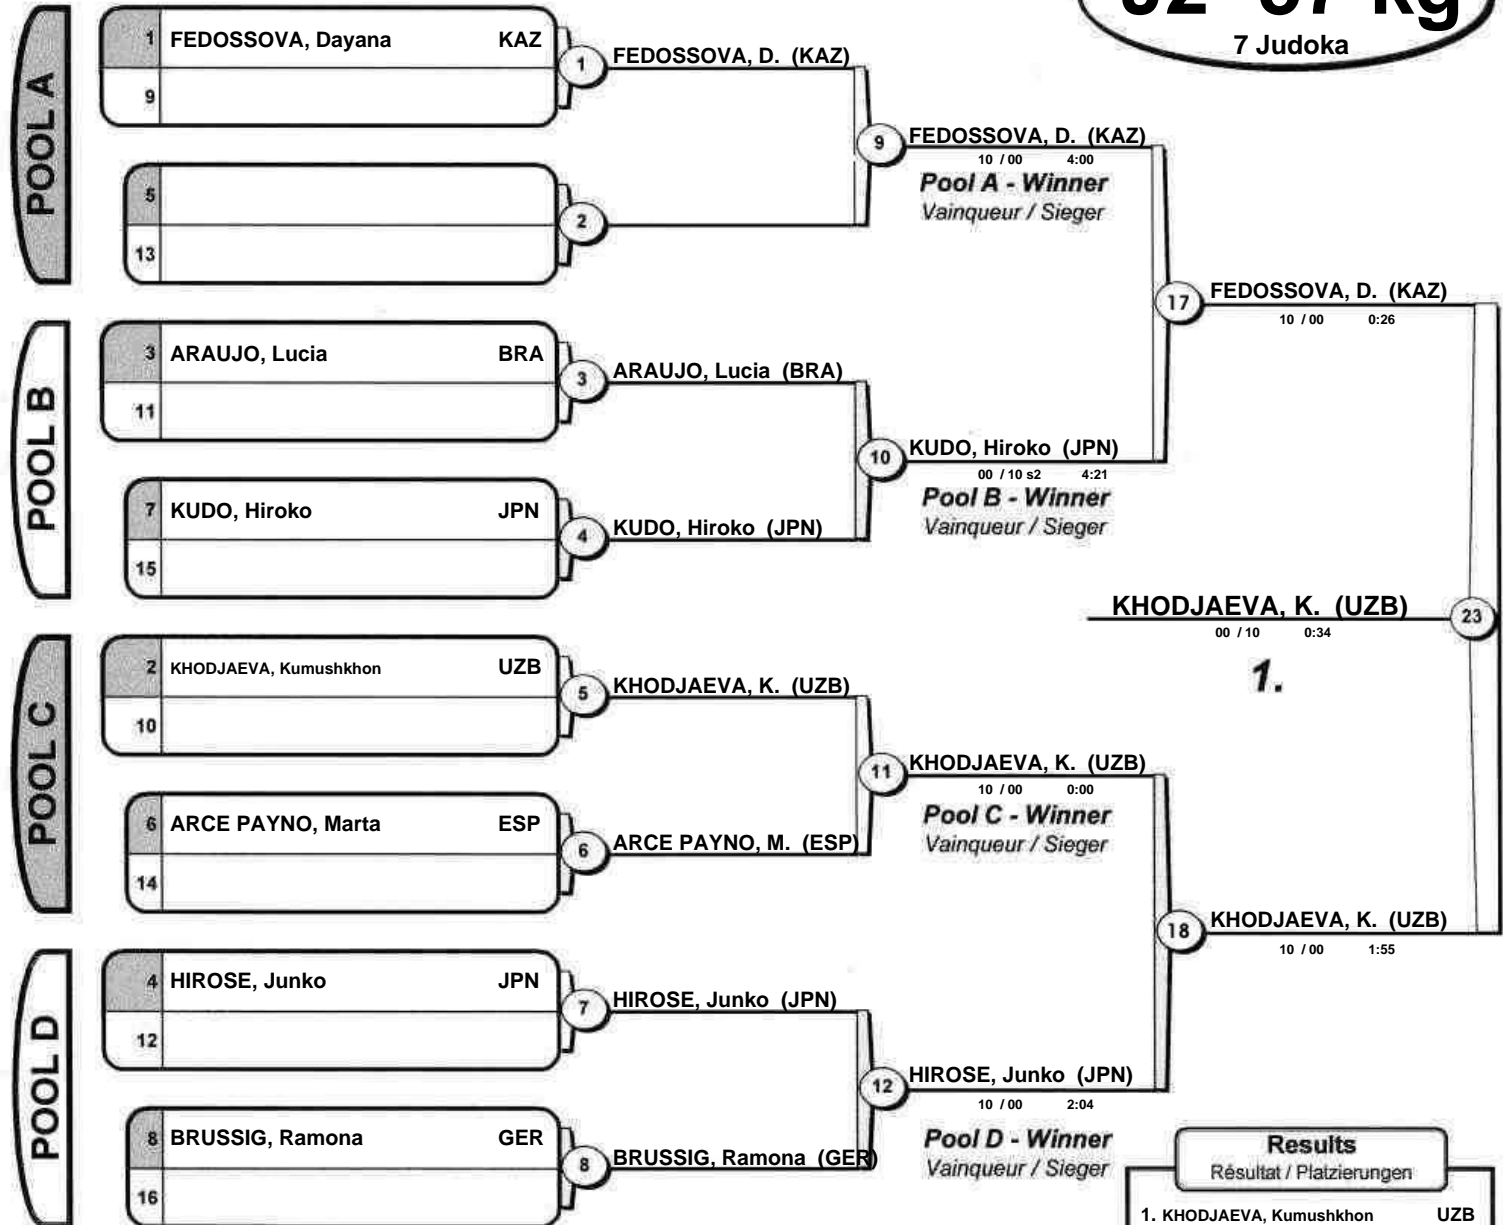 7 Judoka
POOL A
1 FEDOSSOVA, Dayana KAZ
9
1 FEDOSSOVA, D. (KAZ)
5
13
2
9 FEDOSSOVA, D. (KAZ)
10 / 00 4:00
Pool A - Winner
Vainqueur / Sieger
POOL B
3 ARAUJO, Lucia BRA
11
3 ARAUJO, Lucia (BRA)
7 KUDO, Hiroko JPN
15
4 KUDO, Hiroko (JPN)
10 KUDO, Hiroko (JPN)
00 / 10 s2 4:21
Pool B - Winner
Vainqueur / Sieger
17 FEDOSSOVA, D. (KAZ)
10 / 00 0:26
KHODJAEVA, K. (UZB) 23
00 / 10 0:34
1.
POOL C
2 KHODJAEVA, Kumushkhon UZB
10
5 KHODJAEVA, K. (UZB)
6 ARCE PAYNO, Marta ESP
14
6 ARCE PAYNO, M. (ESP)
11 KHODJAEVA, K. (UZB)
10 / 00 0:00
Pool C - Winner
Vainqueur / Sieger
18 KHODJAEVA, K. (UZB)
10 / 00 1:55
POOL D
4 HIROSE, Junko JPN
12
7 HIROSE, Junko (JPN)
8 BRUSSIG, Ramona GER
16
8 BRUSSIG, Ramona (GER)
12 HIROSE, Junko (JPN)
10 / 00 2:04
Pool D - Winner
Vainqueur / Sieger
Results
Résultat / Platzierungen
1. KHODJAEVA, Kumushkhon UZB